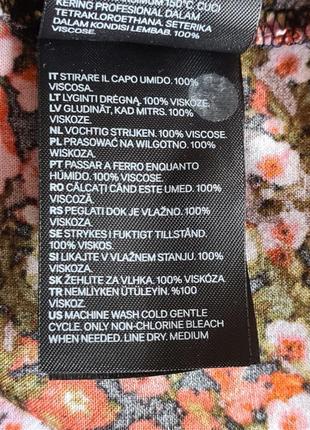 MAXIMUM 150°C. CUCI
KERING PROFESIONAL DALAM
TETRAKLOROETHANA. SETERIKA
DALAM KONDISI LEMBAB. 100%
VISCOSE.
IT STIRARE IL CAPO UMIDO. 100%
VISCOSA.
LT LYGINTI DRĖGNĄ. 100% VISKOZĖ.
LV GLUDINĀT, KAD MITRS. 100%
VISKOZE.
NL VOCHTIG STRIJKEN. 100% VISCOSE.
PL PRASOWAĆ NA WILGOTNO. 100%
WISKOZA.
PT PASSAR A FERRO ENQUANTO
HÚMIDO. 100% VISCOSE.
RO CĂLCAȚI CÂND ESTE UMED. 100%
VISCOZĂ.
RS PEGLATI DOK JE VLAŽNO. 100%
VISKOZA.
SE STRYKES I FUKTIGT TILLSTÅND.
100% VISKOS.
SI LIKAJTE V VLAŽNEM STANJU. 100%
VISKOZA.
SK ŽEHLITE ZA VLHKA. 100% VISKÓZA
TR NEMLİYKEN ÜTÜLEYİN. %100
VISKOZ.
US MACHINE WASH COLD GENTLE
CYCLE. ONLY NON-CHLORINE BLEACH
WHEN NEEDED. LINE DRY. MEDIUM